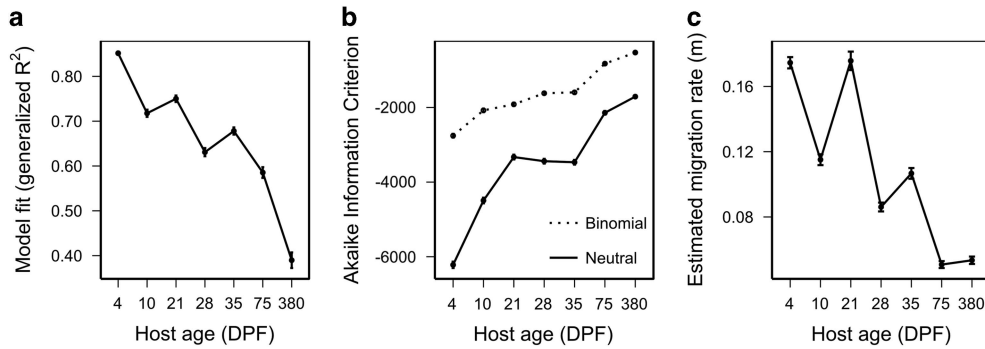 a
Model fit (generalized R²)
0.80
0.70
0.60
0.50
0.40
4 10 21 28 35 75 380
Host age (DPF)
b
Akaike Information Criterion
-2000
-4000
-6000
Binomial
Neutral
4 10 21 28 35 75 380
Host age (DPF)
c
Estimated migration rate (m)
0.16
0.12
0.08
4 10 21 28 35 75 380
Host age (DPF)